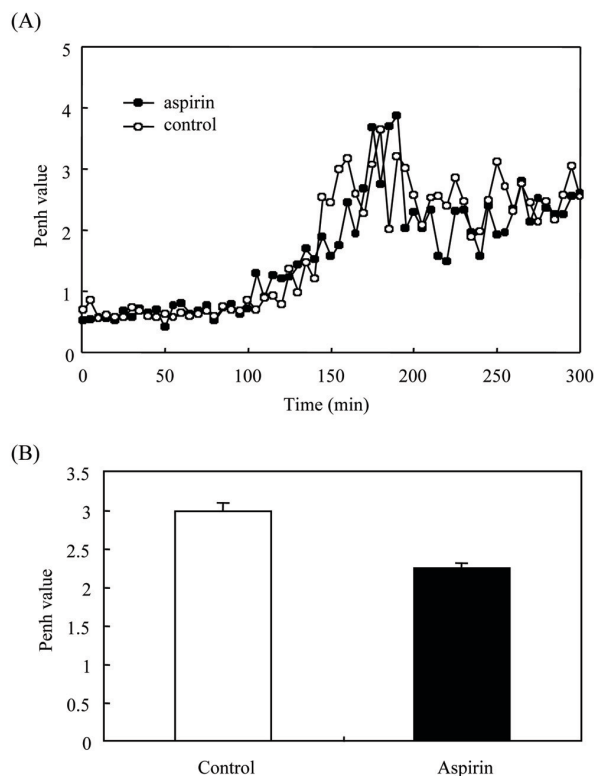 (A)
5
4
3
2
1
0
Penh value
aspirin
control
0 50 100 150 200 250 300
Time (min)
(B)
3.5
3
2.5
2
1.5
1
0.5
0
Penh value
Control Aspirin